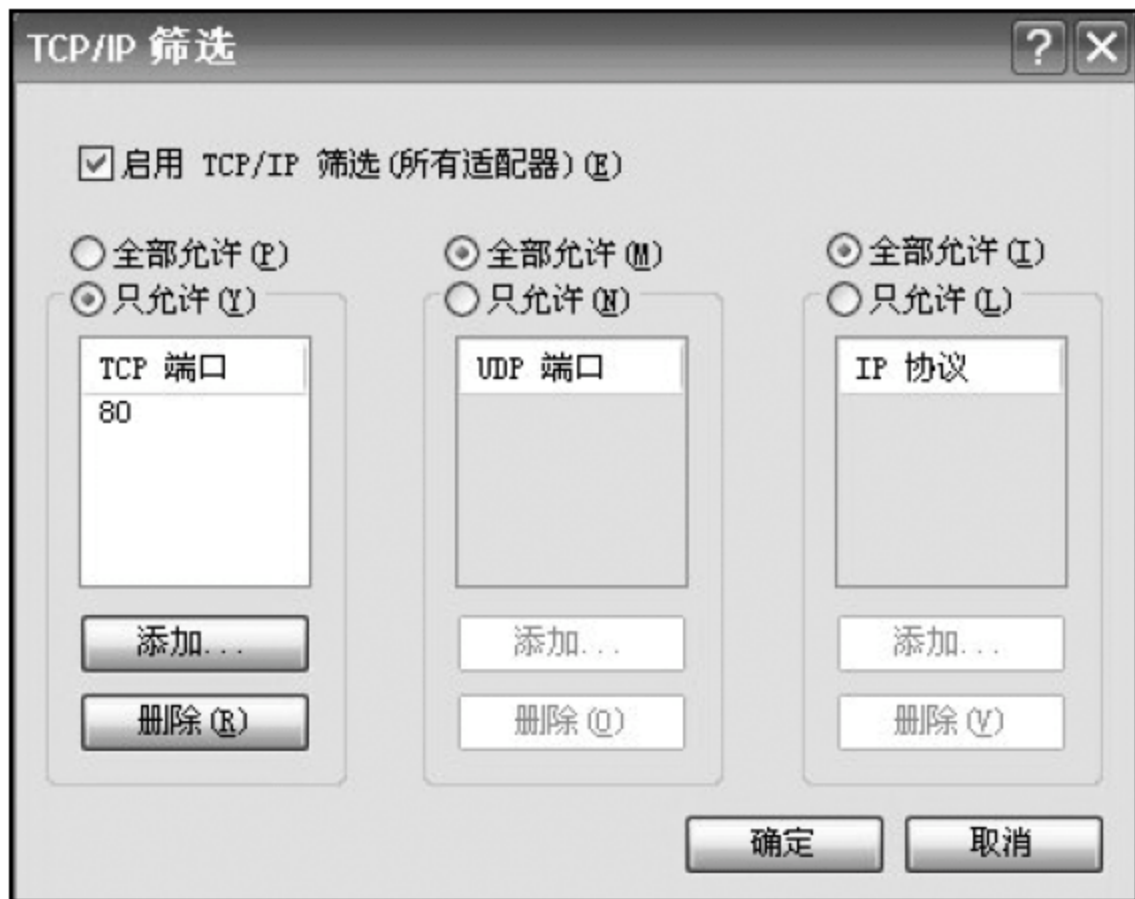 TCP/IP 筛选
启用 TCP/IP 筛选(所有适配器)(E)
全部允许(P)
只允许(Y)
TCP 端口
80
添加...
删除(R)
全部允许(M)
只允许(N)
UDP 端口
添加...
删除(O)
全部允许(I)
只允许(L)
IP 协议
添加...
删除(V)
确定
取消